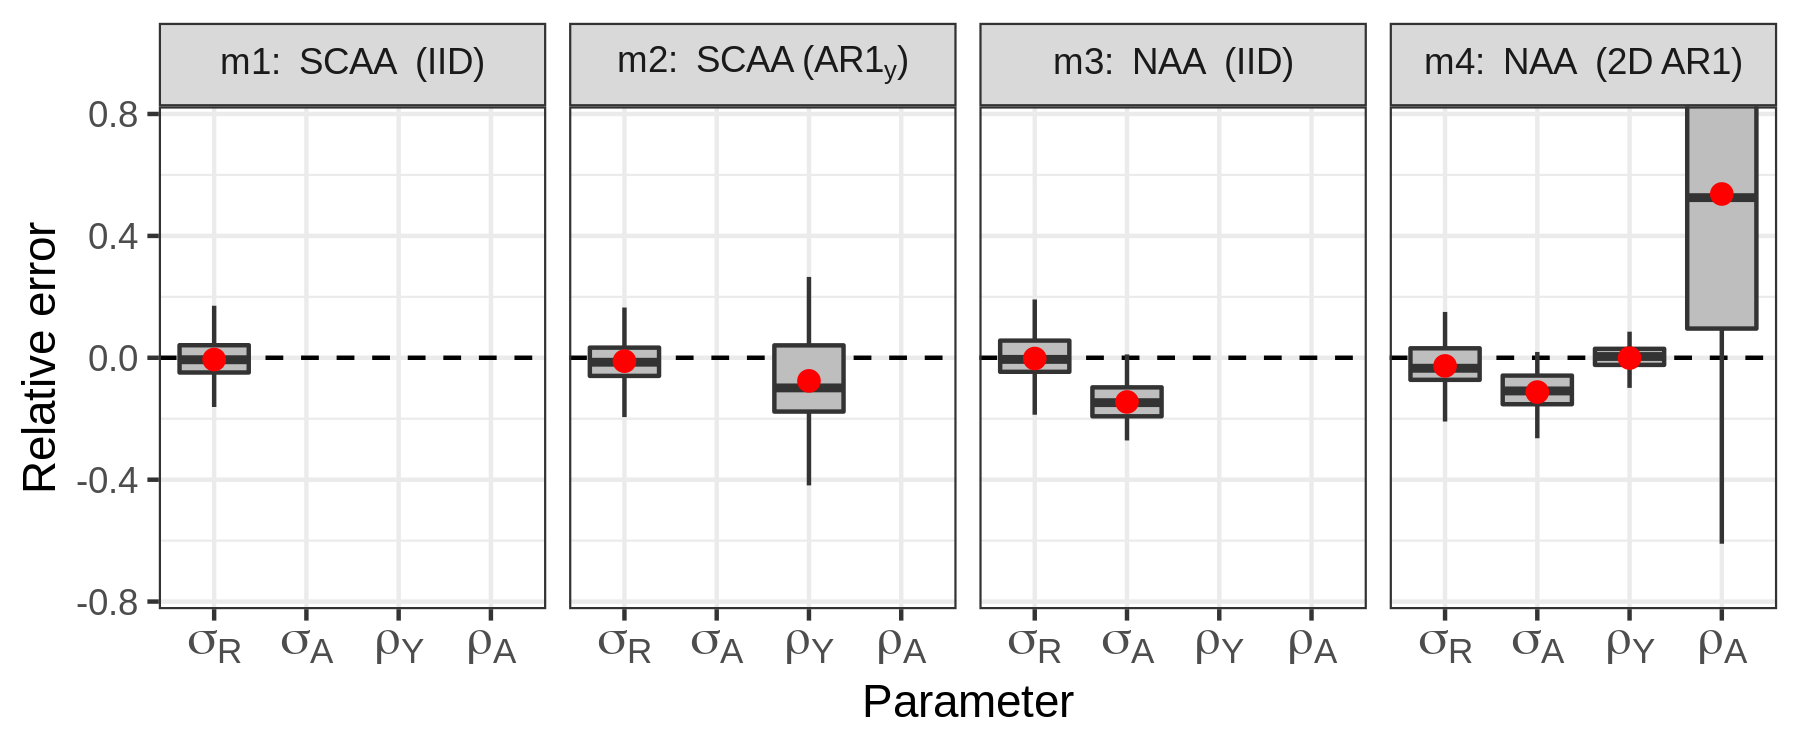 m1: SCAA (IID)
m2: SCAA (AR1y)
m3: NAA (IID)
m4: NAA (2D AR1)
Relative error
0.8
0.4
0.0
-0.4
-0.8
σR σA ρY ρA
σR σA ρY ρA
σR σA ρY ρA
σR σA ρY ρA
Parameter